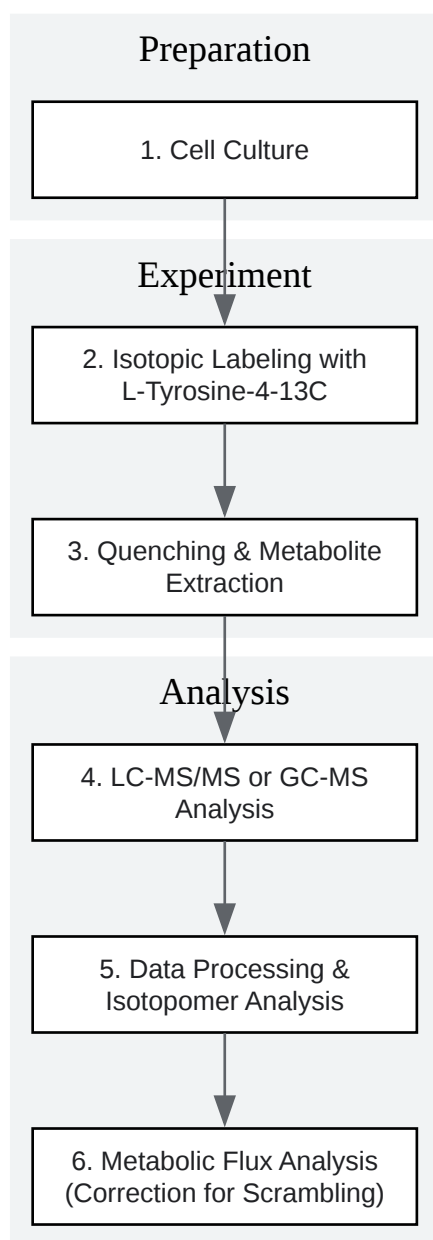 Preparation
1. Cell Culture
Experiment
2. Isotopic Labeling with
L-Tyrosine-4-13C
3. Quenching & Metabolite
Extraction
Analysis
4. LC-MS/MS or GC-MS
Analysis
5. Data Processing &
Isotopomer Analysis
6. Metabolic Flux Analysis
(Correction for Scrambling)